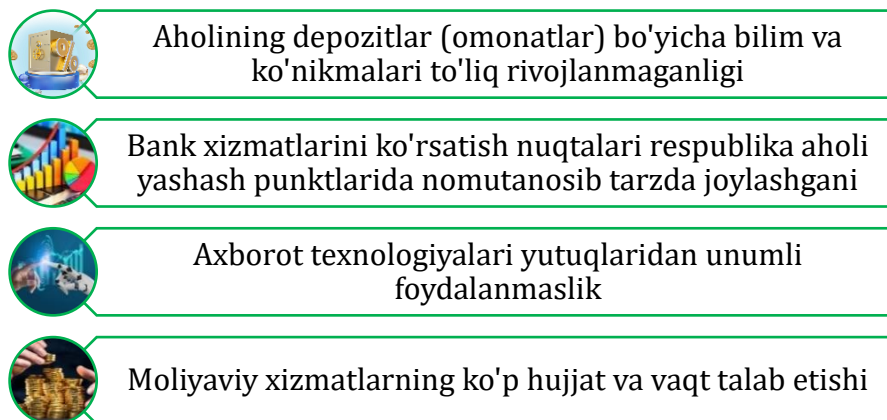 Aholining depozitlar (omonatlar) bo'yicha bilim va
ko'nikmalari to'liq rivojlanmaganligi
Bank xizmatlarini ko'rsatish nuqtalari respublika aholi
yashash punktlarida nomutanosib tarzda joylashgani
Axborot texnologiyalari yutuqlaridan unumli
foydalanmaslik
Moliyaviy xizmatlarning ko'p hujjat va vaqt talab etishi